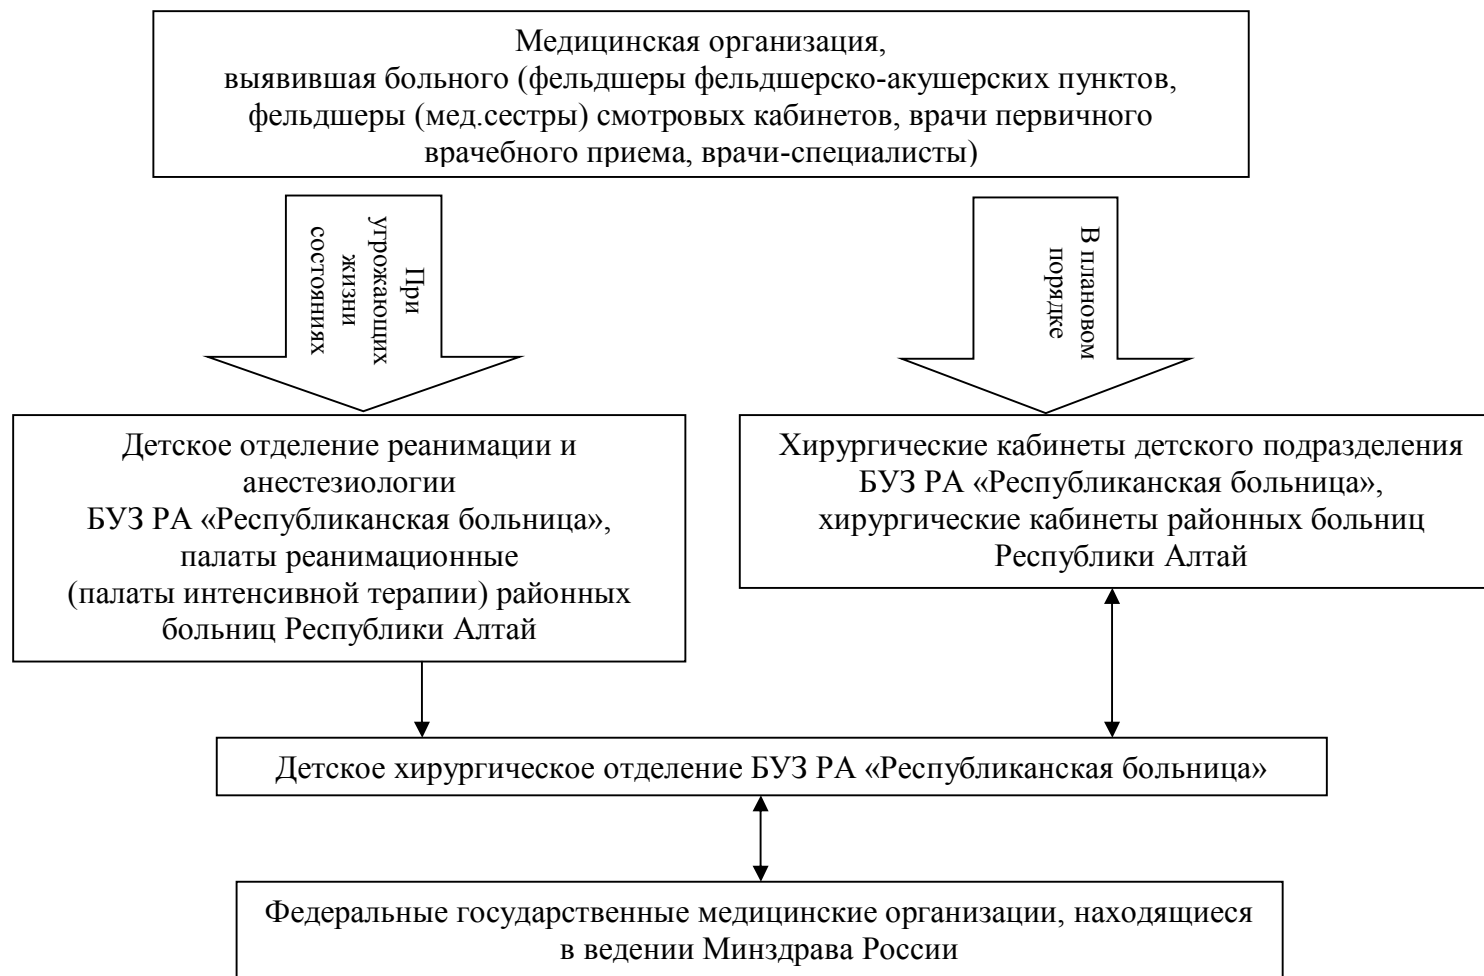 Медицинская организация,
выявившая больного (фельдшеры фельдшерско-акушерских пунктов,
фельдшеры (мед.сестры) смотровых кабинетов, врачи первичного
врачебного приема, врачи-специалисты)
При
угрожающих
жизни
состояниях
В плановом
порядке
Детское отделение реанимации и
анестезиологии
БУЗ РА «Республиканская больница»,
палаты реанимационные
(палаты интенсивной терапии) районных
больниц Республики Алтай
Хирургические кабинеты детского подразделения
БУЗ РА «Республиканская больница»,
хирургические кабинеты районных больниц
Республики Алтай
Детское хирургическое отделение БУЗ РА «Республиканская больница»
Федеральные государственные медицинские организации, находящиеся
в ведении Минздрава России